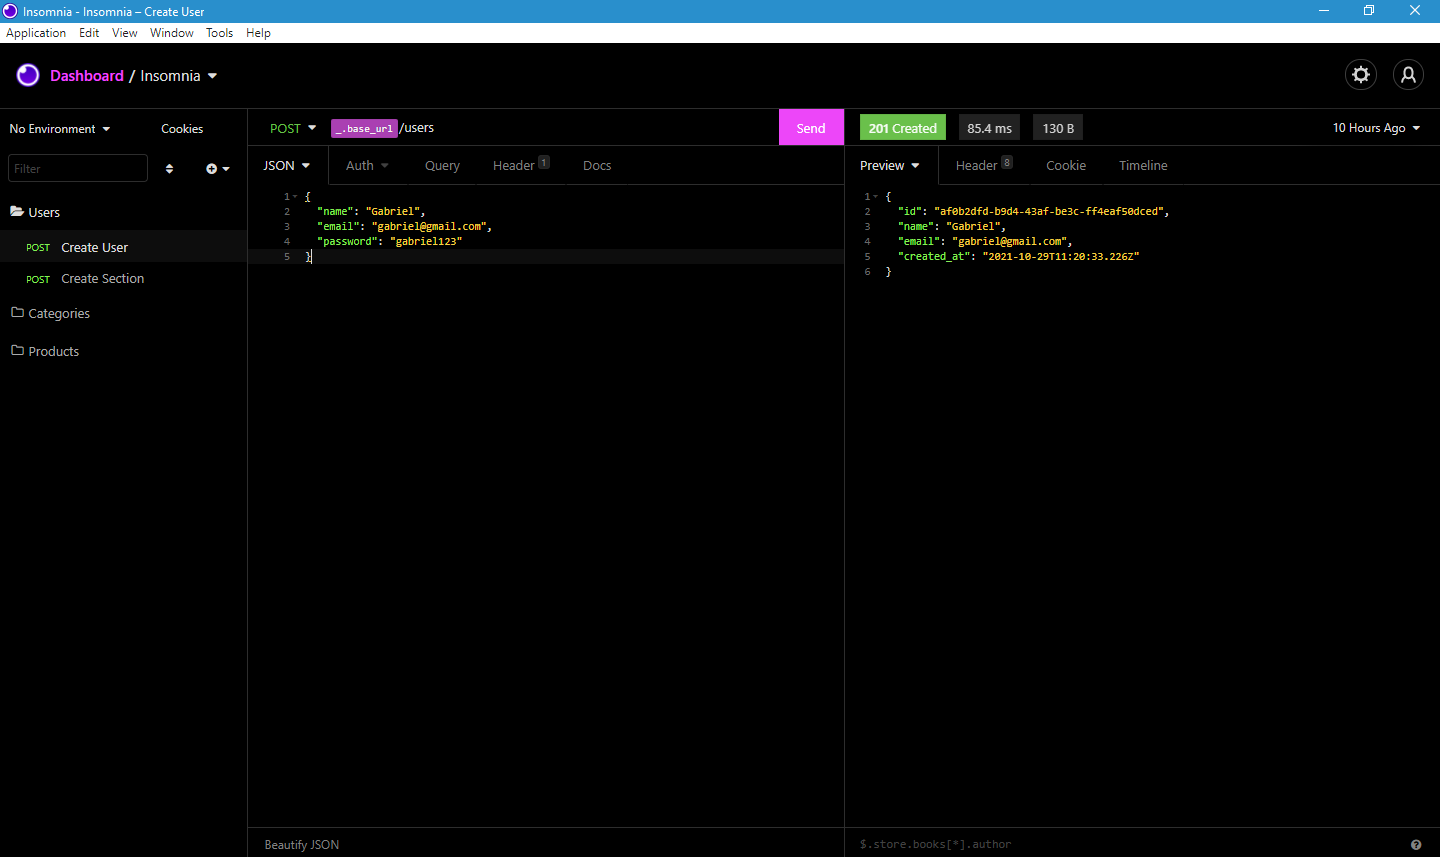 Insomnia - Insomnia – Create User
Application Edit View Window Tools Help
Dashboard / Insomnia
No Environment Cookies
Filter
Users
POST Create User
POST Create Section
Categories
Products
POST _.base_url /users Send
JSON Auth Query Header 1 Docs
1 {
2 "name": "Gabriel",
3 "email": "gabriel@gmail.com",
4 "password": "gabriel123"
5 }
Beautify JSON
201 Created 85.4 ms 130 B 10 Hours Ago
Preview Header 8 Cookie Timeline
1 {
2 "id": "af0b2dfd-b9d4-43af-be3c-ff4eaf50dced",
3 "name": "Gabriel",
4 "email": "gabriel@gmail.com",
5 "created_at": "2021-10-29T11:20:33.226Z"
6 }
$.store.books[*].author